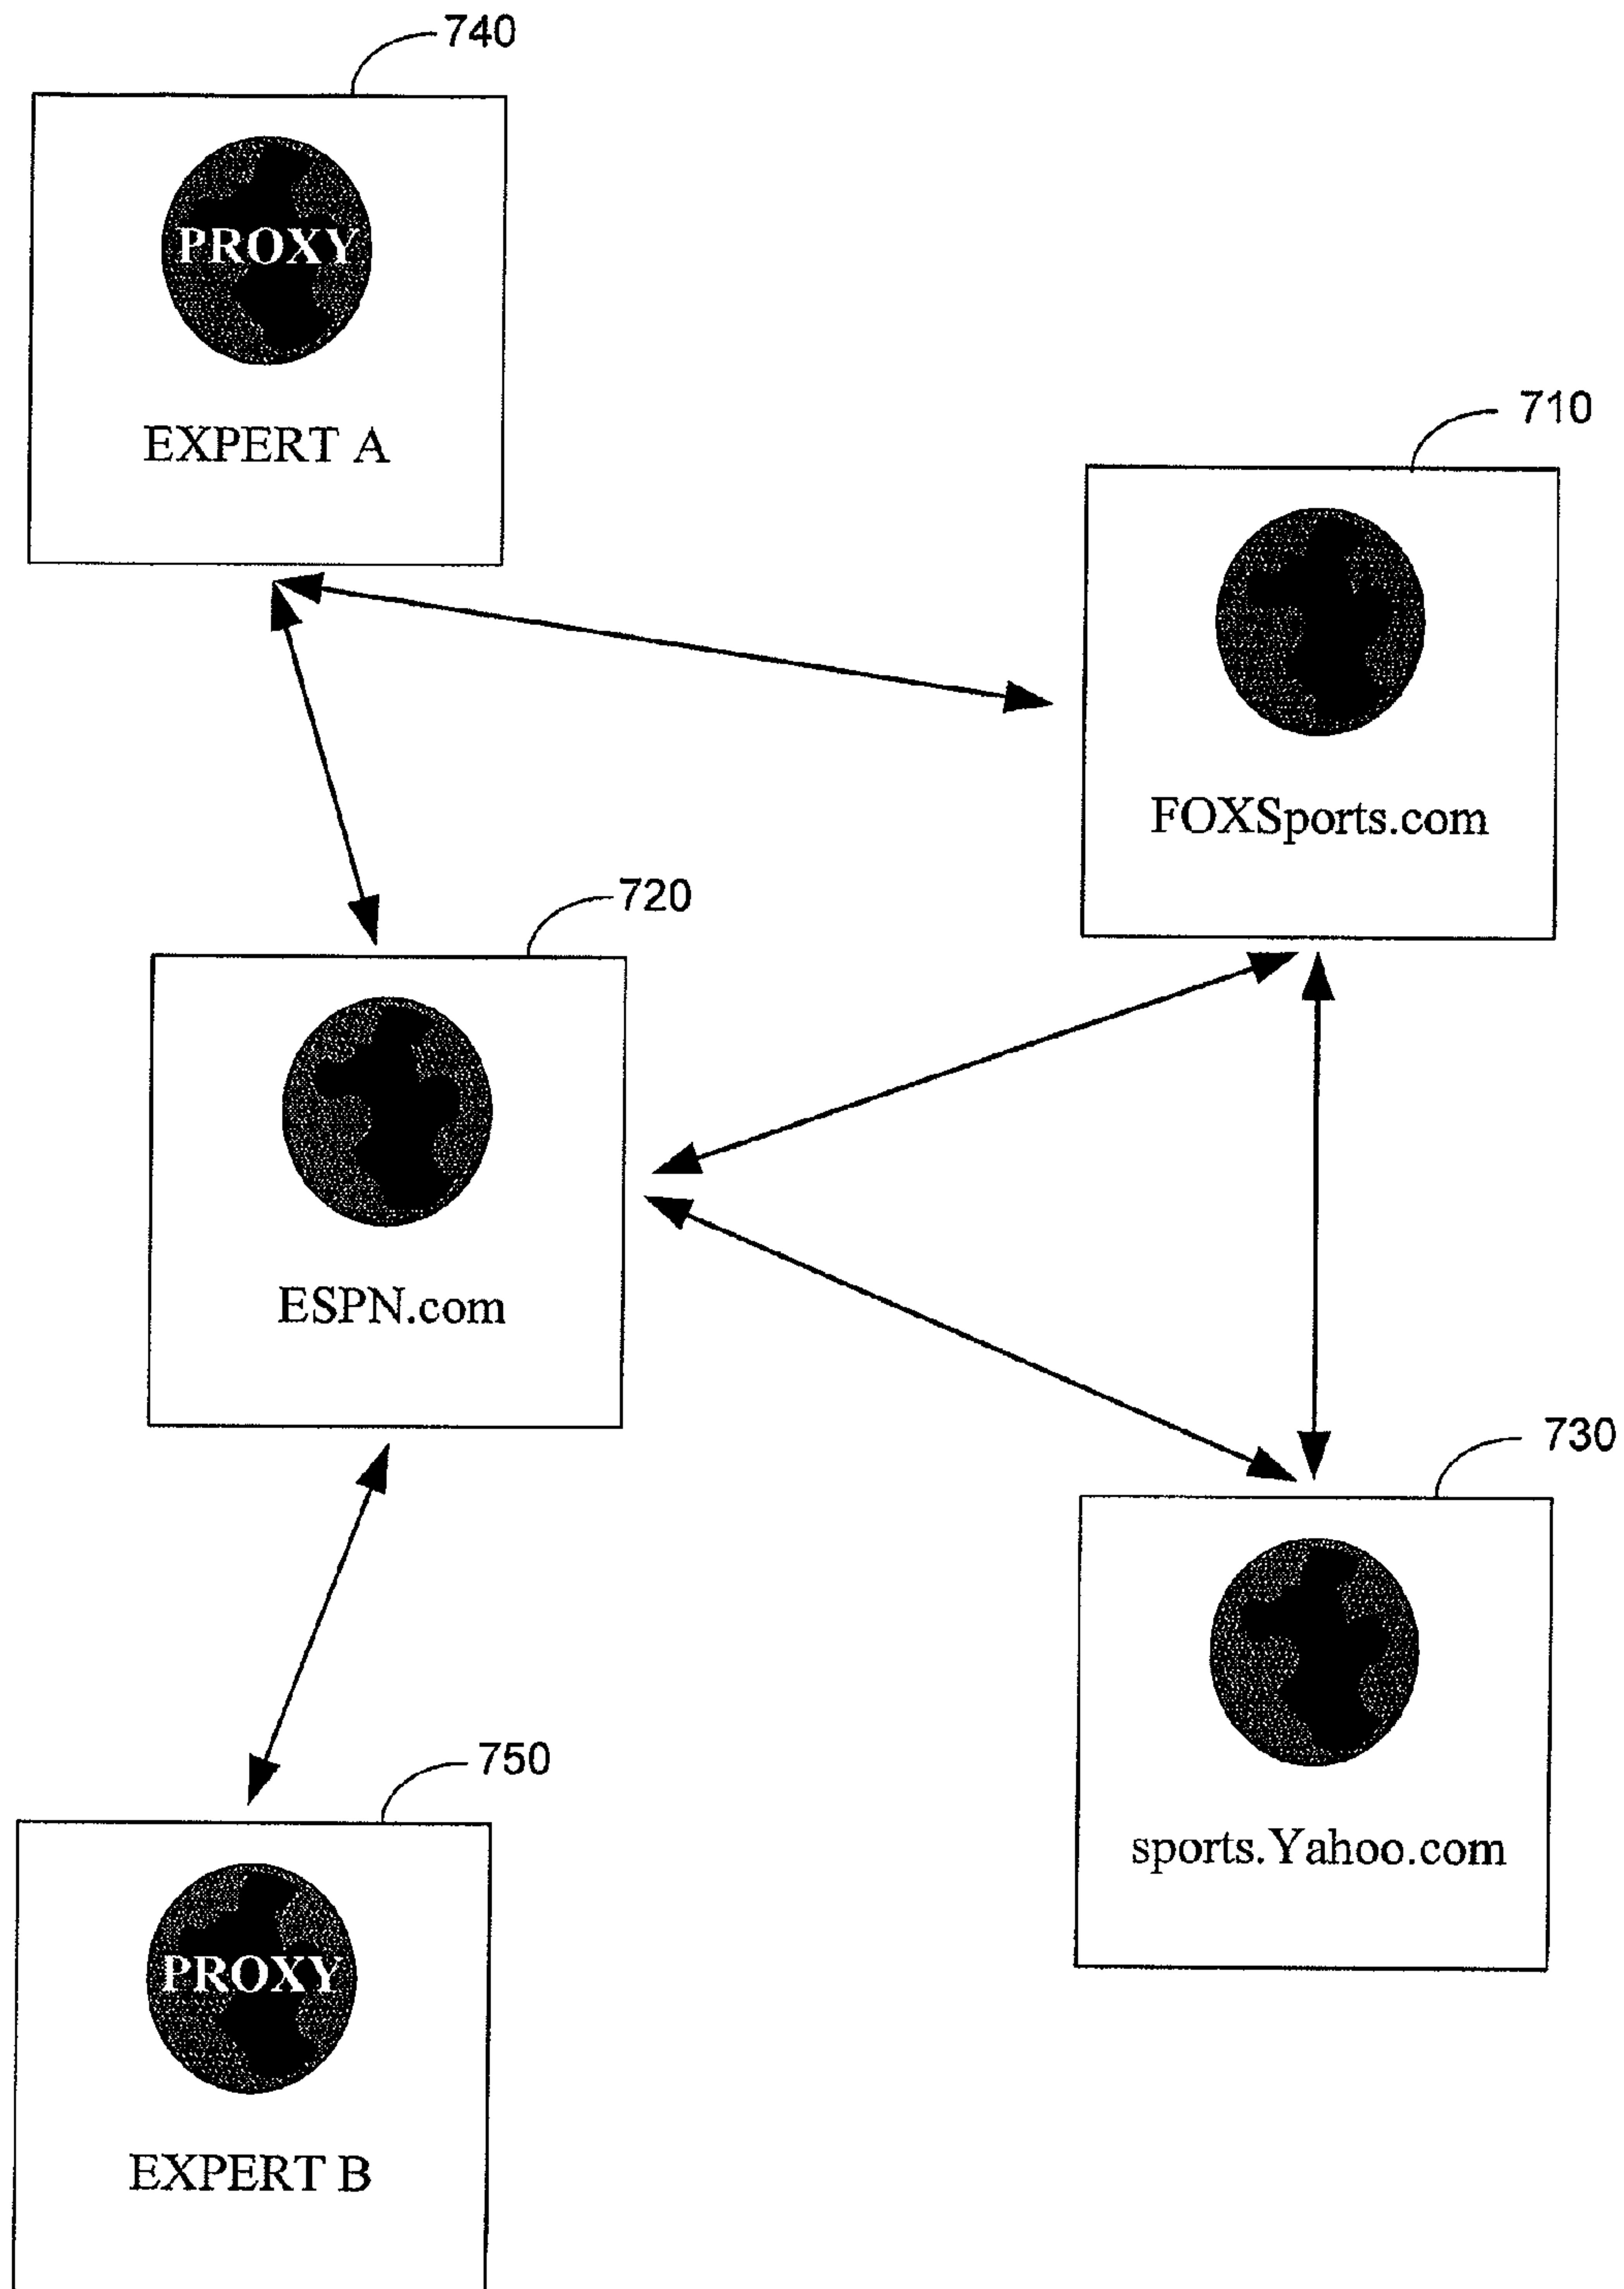 740
PROXY
EXPERT A
710
FOXSports.com
720
ESPN.com
730
sports.Yahoo.com
750
PROXY
EXPERT B